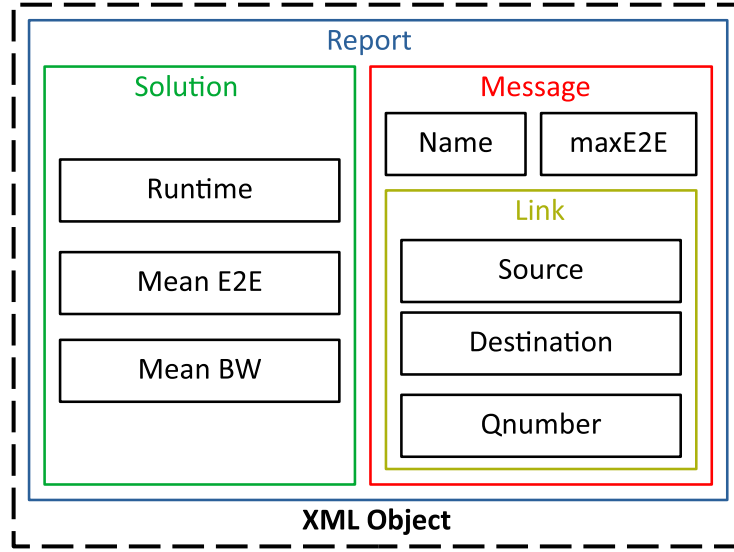 Report
Solution
Runtime
Mean E2E
Mean BW
Message
Name
maxE2E
Link
Source
Destination
Qnumber
XML Object